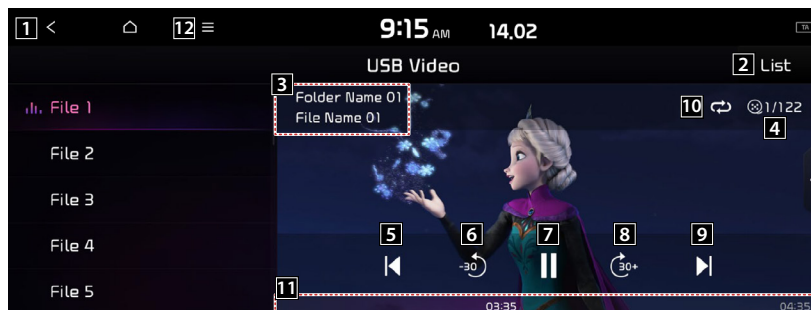 1 12 9:15 AM 14.02 TA
USB Video 2 List
3 Folder Name 01
File Name 01
10 1/122
4
File 1
File 2
File 3
File 4
File 5
5 6 7 8 9
-30 30+
11
03:35 04:35